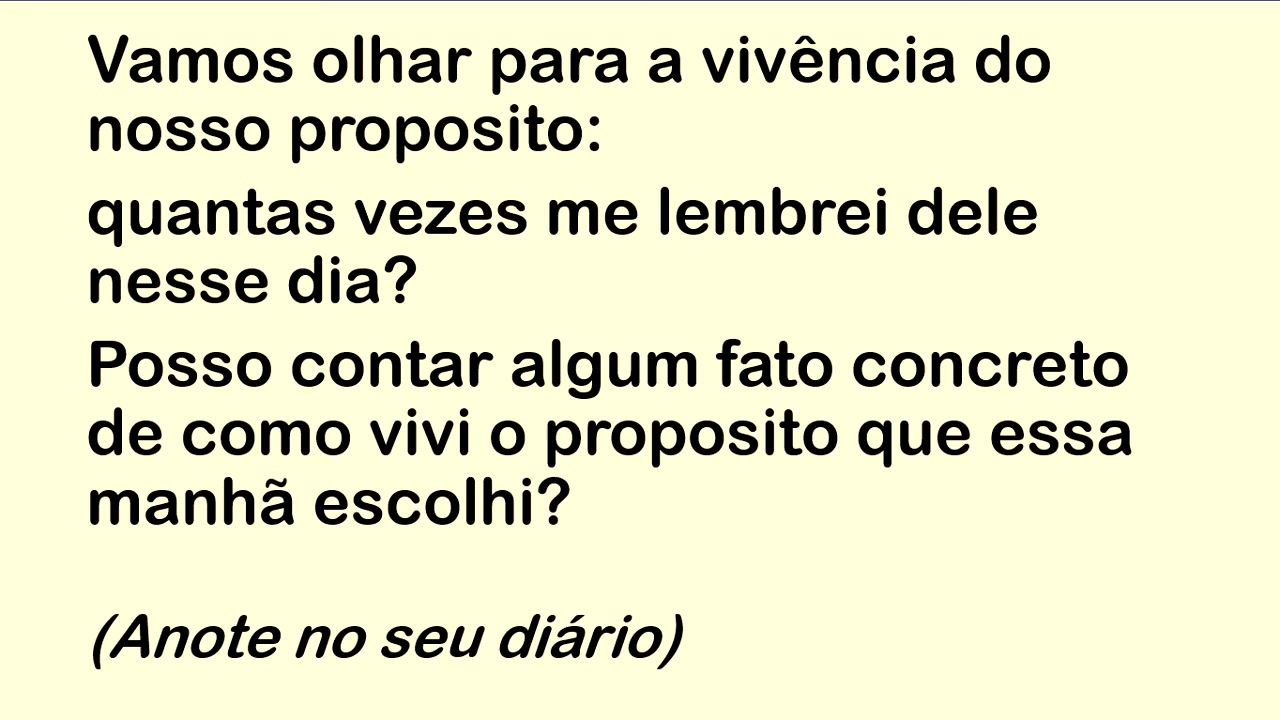 Vamos olhar para a vivência do
nosso proposito:
quantas vezes me lembrei dele
nesse dia?
Posso contar algum fato concreto
de como vivi o proposito que essa
manhã escolhi?
(Anote no seu diário)